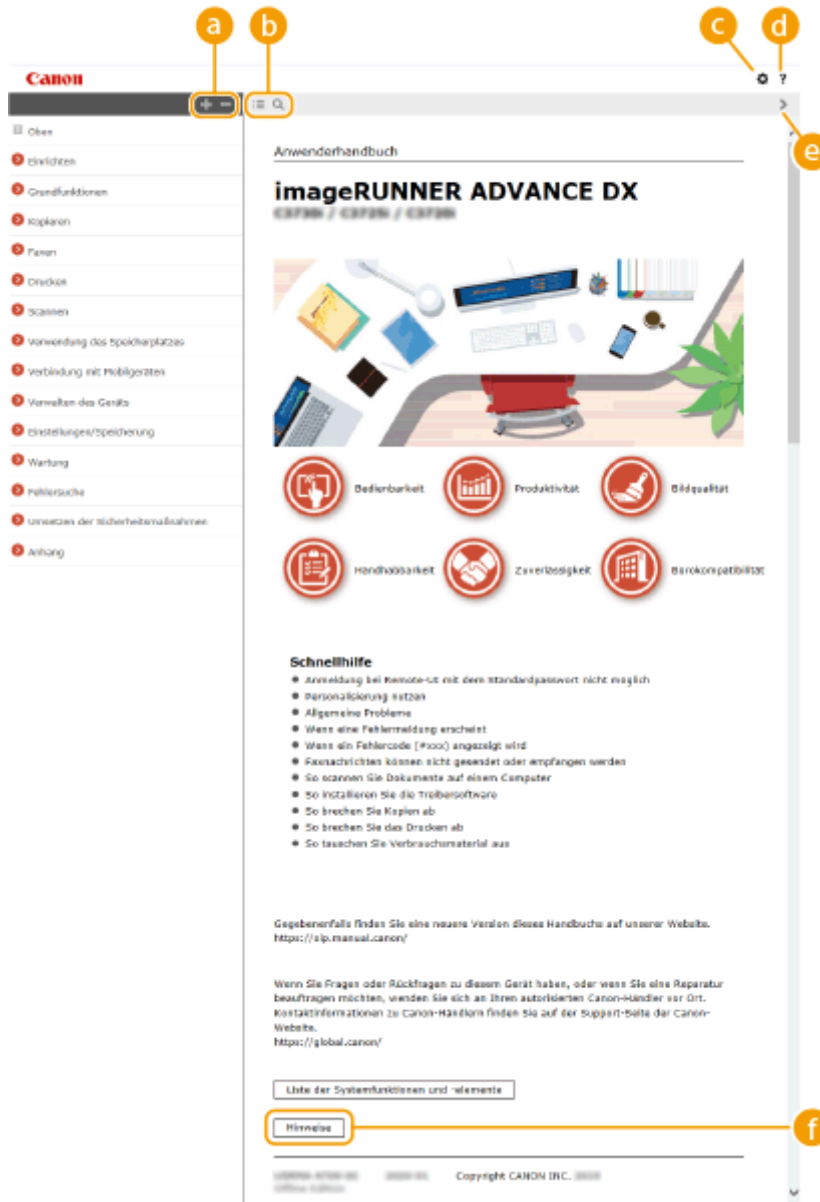 a b c d
Canon
?
e
Oben
Einrichten
Grundfunktionen
Kopieren
Faxen
Drucken
Scannen
Verwendung des Speicherplatzes
Verbindung mit Mobilgeräten
Verwalten des Geräts
Einstellungen/Speicherung
Wartung
Fehlersuche
Umsetzen der Sicherheitsmaßnahmen
Anhang
Anwenderhandbuch
imageRUNNER ADVANCE DX
C3730i / C3725i / C3720i
Bedienbarkeit Produktivität Bildqualität
Handhabbarkeit Zuverlässigkeit Bürokompatibilität
Schnellhilfe
Anmeldung bei Remote-UI mit dem Standardpasswort nicht möglich
Personalisierung nutzen
Allgemeine Probleme
Wenn eine Fehlermeldung erscheint
Wenn ein Fehlercode (#xxx) angezeigt wird
Faxnachrichten können nicht gesendet oder empfangen werden
So scannen Sie Dokumente auf einem Computer
So installieren Sie die Treibersoftware
So brechen Sie Kopien ab
So brechen Sie das Drucken ab
So tauschen Sie Verbrauchsmaterial aus
Gegebenenfalls finden Sie eine neuere Version dieses Handbuchs auf unserer Website.
https://oip.manual.canon/
Wenn Sie Fragen oder Rückfragen zu diesem Gerät haben, oder wenn Sie eine Reparatur
beauftragen möchten, wenden Sie sich an Ihren autorisierten Canon-Händler vor Ort.
Kontaktinformationen zu Canon-Händlern finden Sie auf der Support-Seite der Canon-
Website.
https://global.canon/
Liste der Systemfunktionen und -elemente
Hinweise
f
Copyright CANON INC.